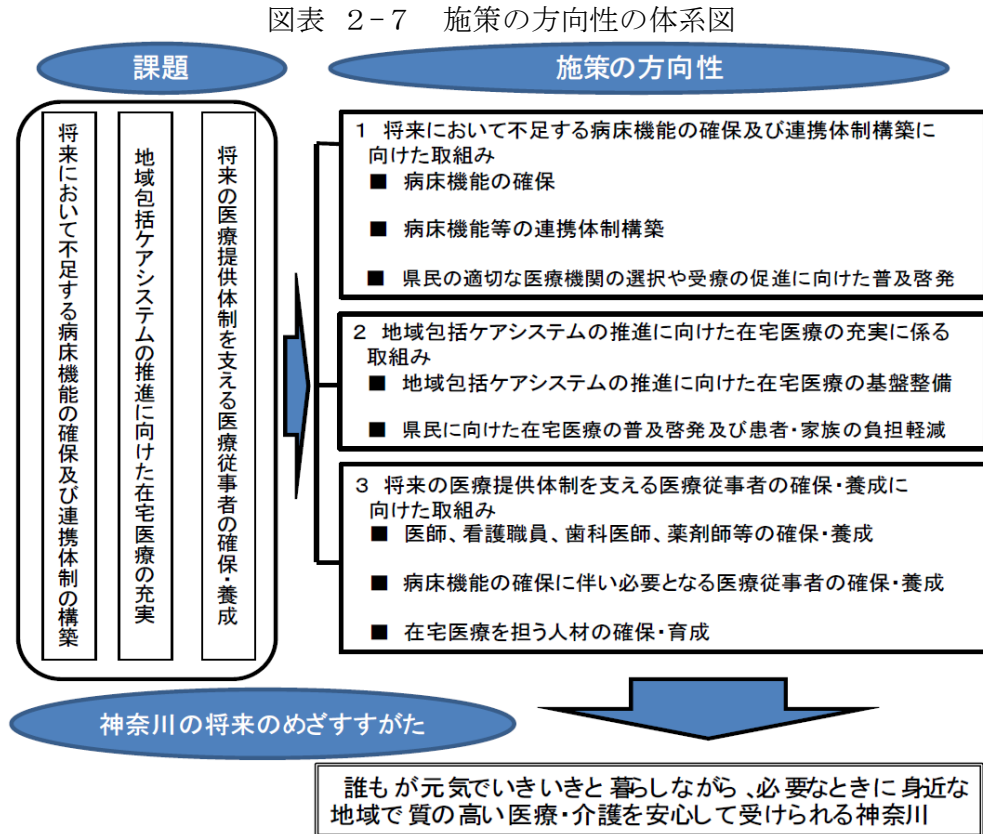 図表 2-7 施策の方向性の体系図
課題
施策の方向性
将来において不足する病床機能の確保及び連携体制の構築
地域包括ケアシステムの推進に向けた在宅医療の充実
将来の医療提供体制を支える医療従事者の確保・養成
1 将来において不足する病床機能の確保及び連携体制構築に
向けた取組み
■ 病床機能の確保
■ 病床機能等の連携体制構築
■ 県民の適切な医療機関の選択や受療の促進に向けた普及啓発
2 地域包括ケアシステムの推進に向けた在宅医療の充実に係る
取組み
■ 地域包括ケアシステムの推進に向けた在宅医療の基盤整備
■ 県民に向けた在宅医療の普及啓発及び患者・家族の負担軽減
3 将来の医療提供体制を支える医療従事者の確保・養成に
向けた取組み
■ 医師、看護職員、歯科医師、薬剤師等の確保・養成
■ 病床機能の確保に伴い必要となる医療従事者の確保・養成
■ 在宅医療を担う人材の確保・育成
神奈川の将来のめざすすがた
誰もが元気でいきいきと暮らしながら、必要なときに身近な
地域で質の高い医療・介護を安心して受けられる神奈川